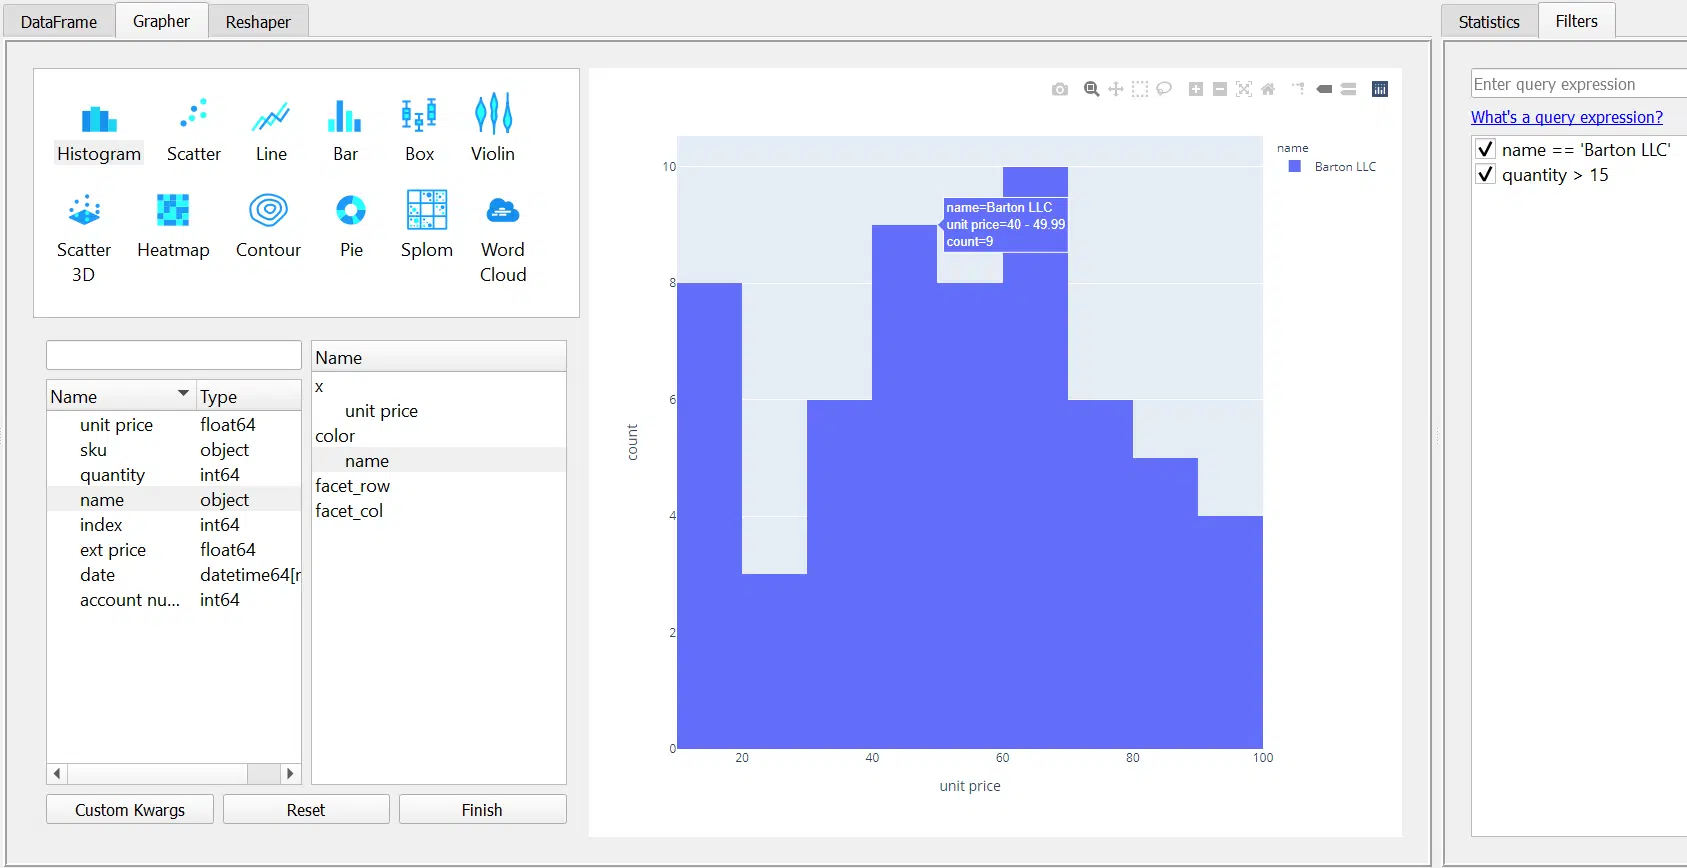 DataFrame Grapher Reshaper
Statistics Filters
Histogram Scatter Line Bar Box Violin
Scatter 3D Heatmap Contour Pie Splom Word Cloud
Name Type
unit price float64
sku object
quantity int64
name object
index int64
ext price float64
date datetime64[r
account nu... int64
Name
x
unit price
color
name
facet_row
facet_col
Custom Kwargs Reset Finish
name
Barton LLC
name=Barton LLC
unit price=40 - 49.99
count=9
10
8
6
4
2
0
count
20 40 60 80 100
unit price
Enter query expression
What's a query expression?
name == 'Barton LLC'
quantity > 15